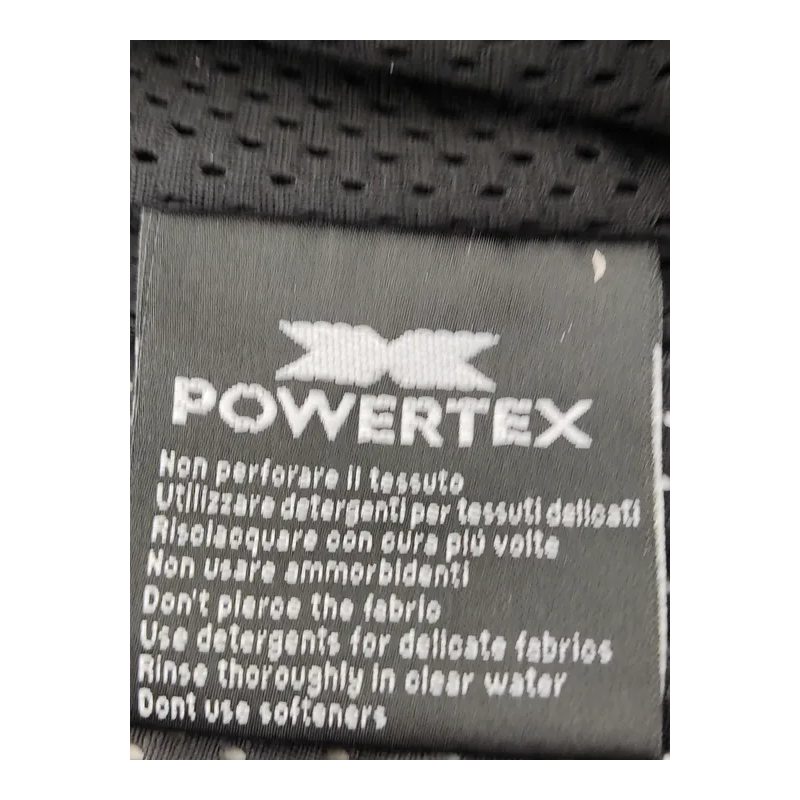 POWERTEX
Non perforare il tessuto
Utilizzare detergenti per tessuti delicati
Risciacquare con cura più volte
Non usare ammorbidenti
Don't pierce the fabric
Use detergents for delicate fabrics
Rinse thoroughly in clear water
Dont use softeners